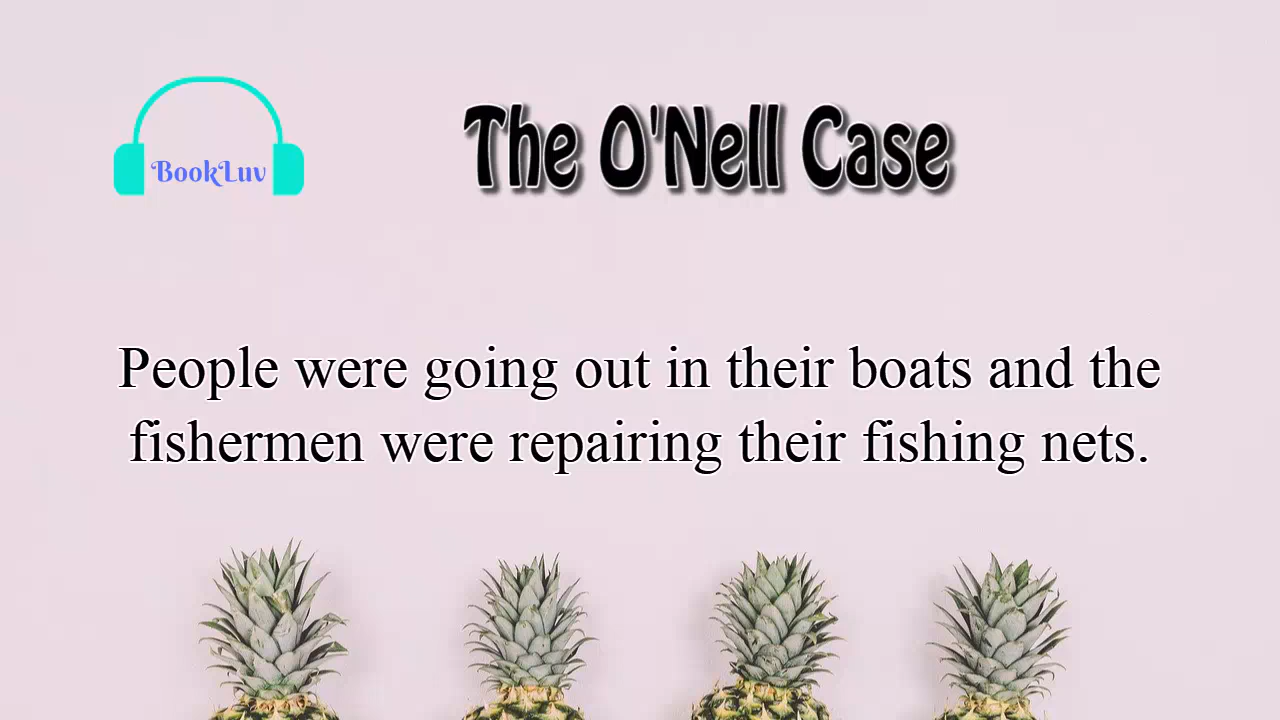 BookLuv
The O'Nell Case
People were going out in their boats and the
fishermen were repairing their fishing nets.